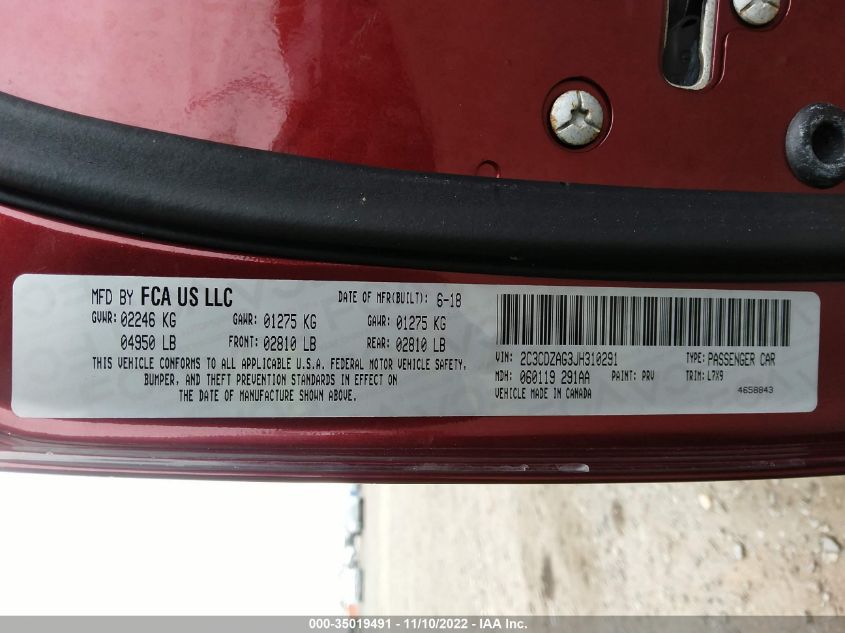 MFD BY FCA US LLC DATE OF MFR(BUILT): 6-18
GVWR: 02246 KG GAWR: 01275 KG GAWR: 01275 KG
04950 LB FRONT: 02810 LB REAR: 02810 LB
THIS VEHICLE CONFORMS TO ALL APPLICABLE U.S.A. FEDERAL MOTOR VEHICLE SAFETY,
BUMPER, AND THEFT PREVENTION STANDARDS IN EFFECT ON
THE DATE OF MANUFACTURE SHOWN ABOVE.
VIN: 2C3CDZAG3JH310291 TYPE: PASSENGER CAR
MDH: 060119 291AA PAINT: PRV TRIM: L7X9
VEHICLE MADE IN CANADA 4658843
000-35019491 - 11/10/2022 - IAA Inc.